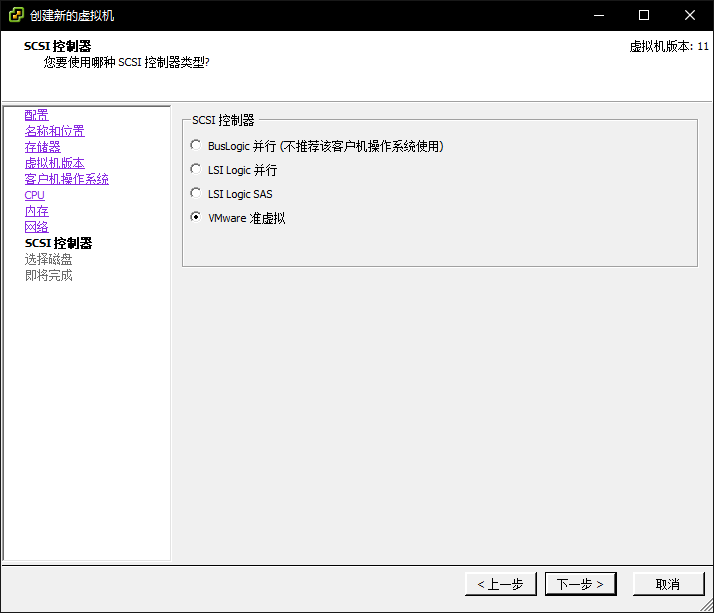 创建新的虚拟机
SCSI 控制器
虚拟机版本: 11
您要使用哪种 SCSI 控制器类型?
配置
名称和位置
存储器
虚拟机版本
客户机操作系统
CPU
内存
网络
SCSI 控制器
选择磁盘
即将完成
SCSI 控制器
BusLogic 并行 (不推荐该客户机操作系统使用)
LSI Logic 并行
LSI Logic SAS
VMware 准虚拟
< 上一步
下一步 >
取消